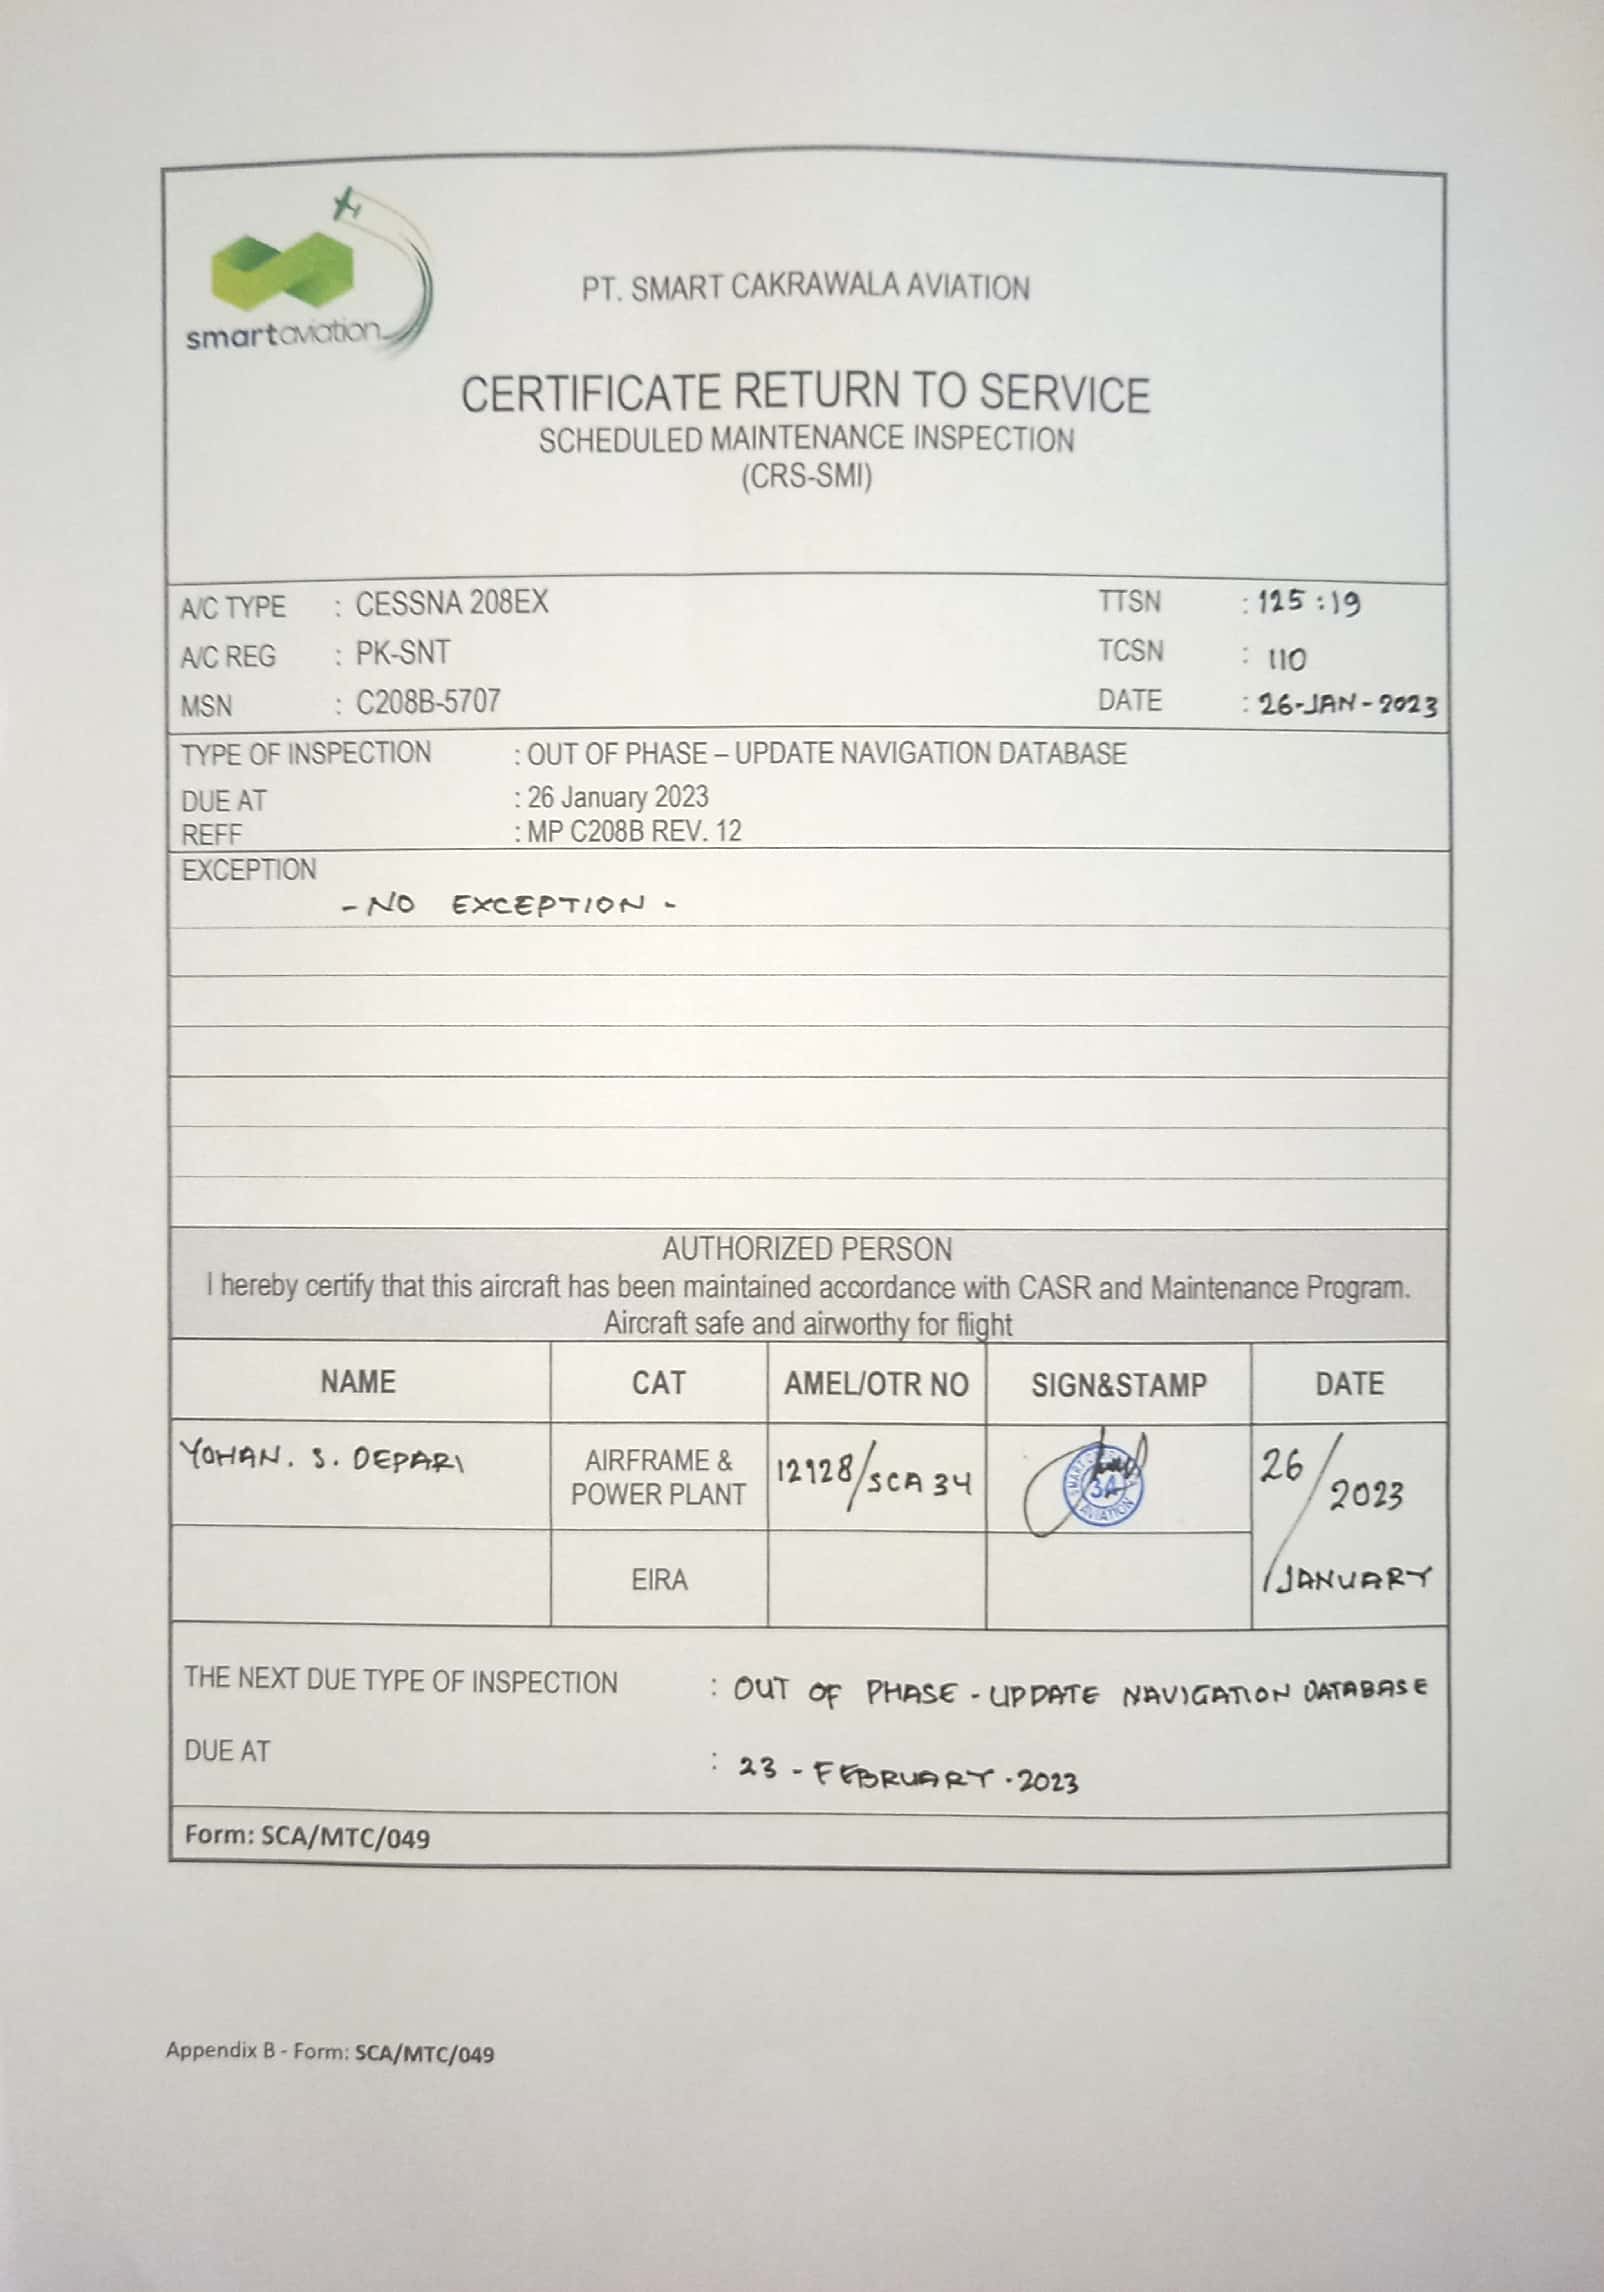 smartaviation
PT. SMART CAKRAWALA AVIATION
CERTIFICATE RETURN TO SERVICE
SCHEDULED MAINTENANCE INSPECTION
(CRS-SMI)
A/C TYPE : CESSNA 208EX TTSN : 125:19
A/C REG : PK-SNT TCSN : 110
MSN : C208B-5707 DATE : 26-JAN-2023
TYPE OF INSPECTION : OUT OF PHASE – UPDATE NAVIGATION DATABASE
DUE AT : 26 January 2023
REFF : MP C208B REV. 12
EXCEPTION
- NO EXCEPTION -
AUTHORIZED PERSON
I hereby certify that this aircraft has been maintained accordance with CASR and Maintenance Program.
Aircraft safe and airworthy for flight
NAME CAT AMEL/OTR NO SIGN&STAMP DATE
YOHAN. S. DEPARI AIRFRAME & POWER PLANT 12128/SCA 34 SMART AVIATION 26/2023
EIRA /JANUARY
THE NEXT DUE TYPE OF INSPECTION : OUT OF PHASE - UPDATE NAVIGATION DATABASE
DUE AT : 23 - FEBRUARY - 2023
Form: SCA/MTC/049
Appendix B - Form: SCA/MTC/049